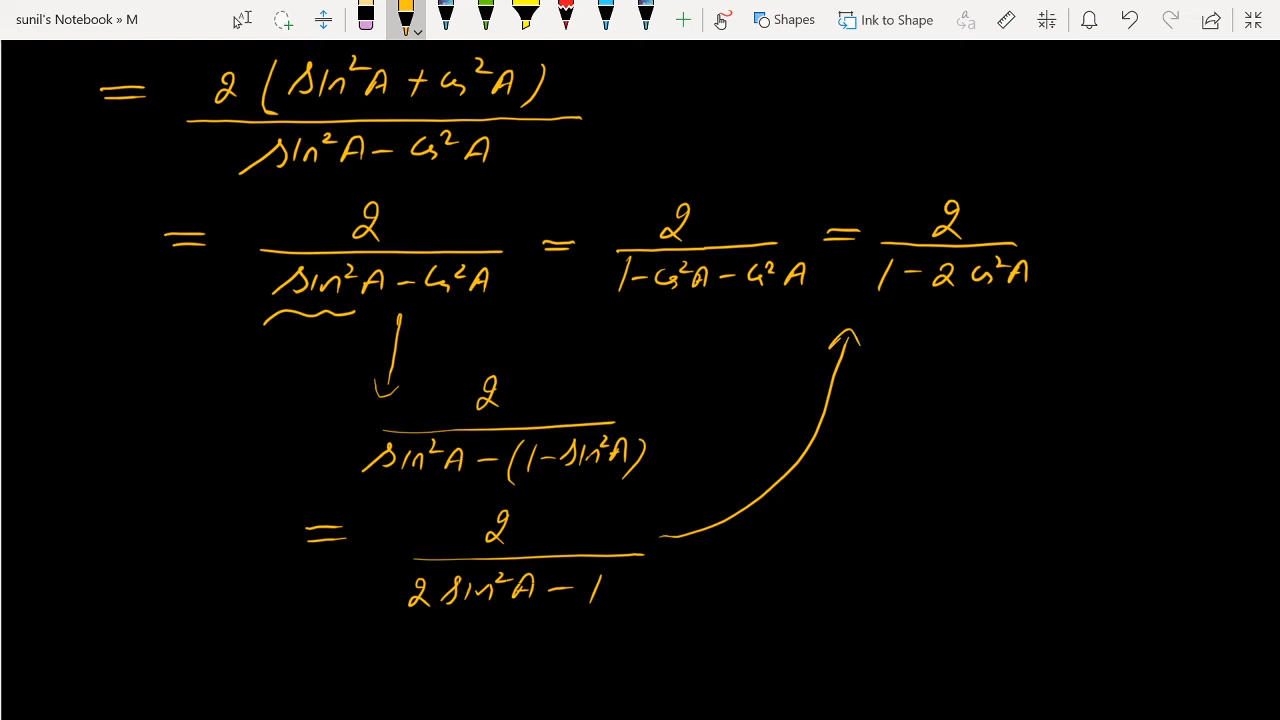 sunil's Notebook » M Shapes Ink to Shape
= 2 (sin²A + cos²A) / sin²A − cos²A
= 2 / sin²A − cos²A = 2 / 1 − cos²A − cos²A = 2 / 1 − 2 cos²A
2 / sin²A − (1 − sin²A)
= 2 / 2 sin²A − 1